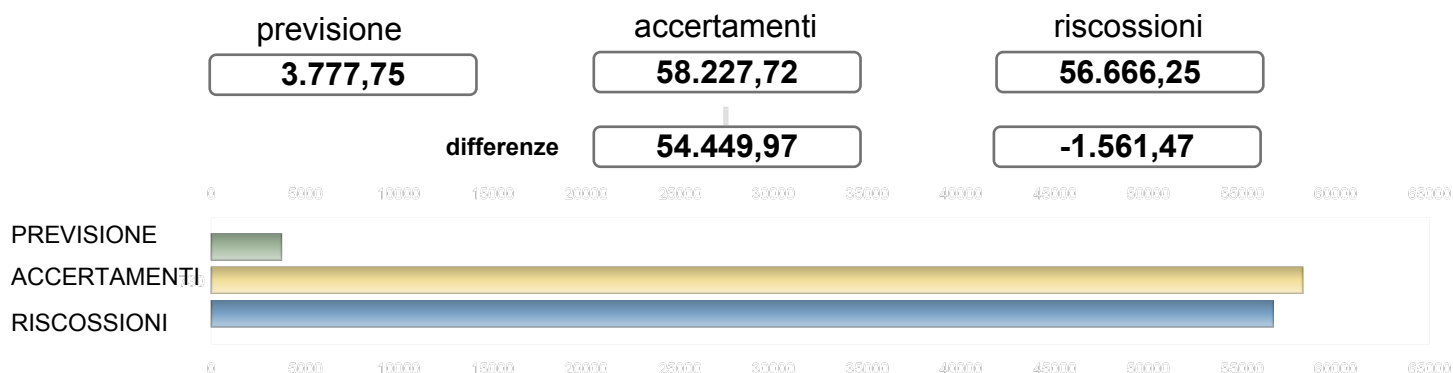 previsione accertamenti riscossioni
3.777,75 58.227,72 56.666,25
differenze 54.449,97 -1.561,47
0 5000 10000 15000 20000 25000 30000 35000 40000 45000 50000 55000 60000 65000
PREVISIONE
ACCERTAMENTI
RISCOSSIONI
0 5000 10000 15000 20000 25000 30000 35000 40000 45000 50000 55000 60000 65000